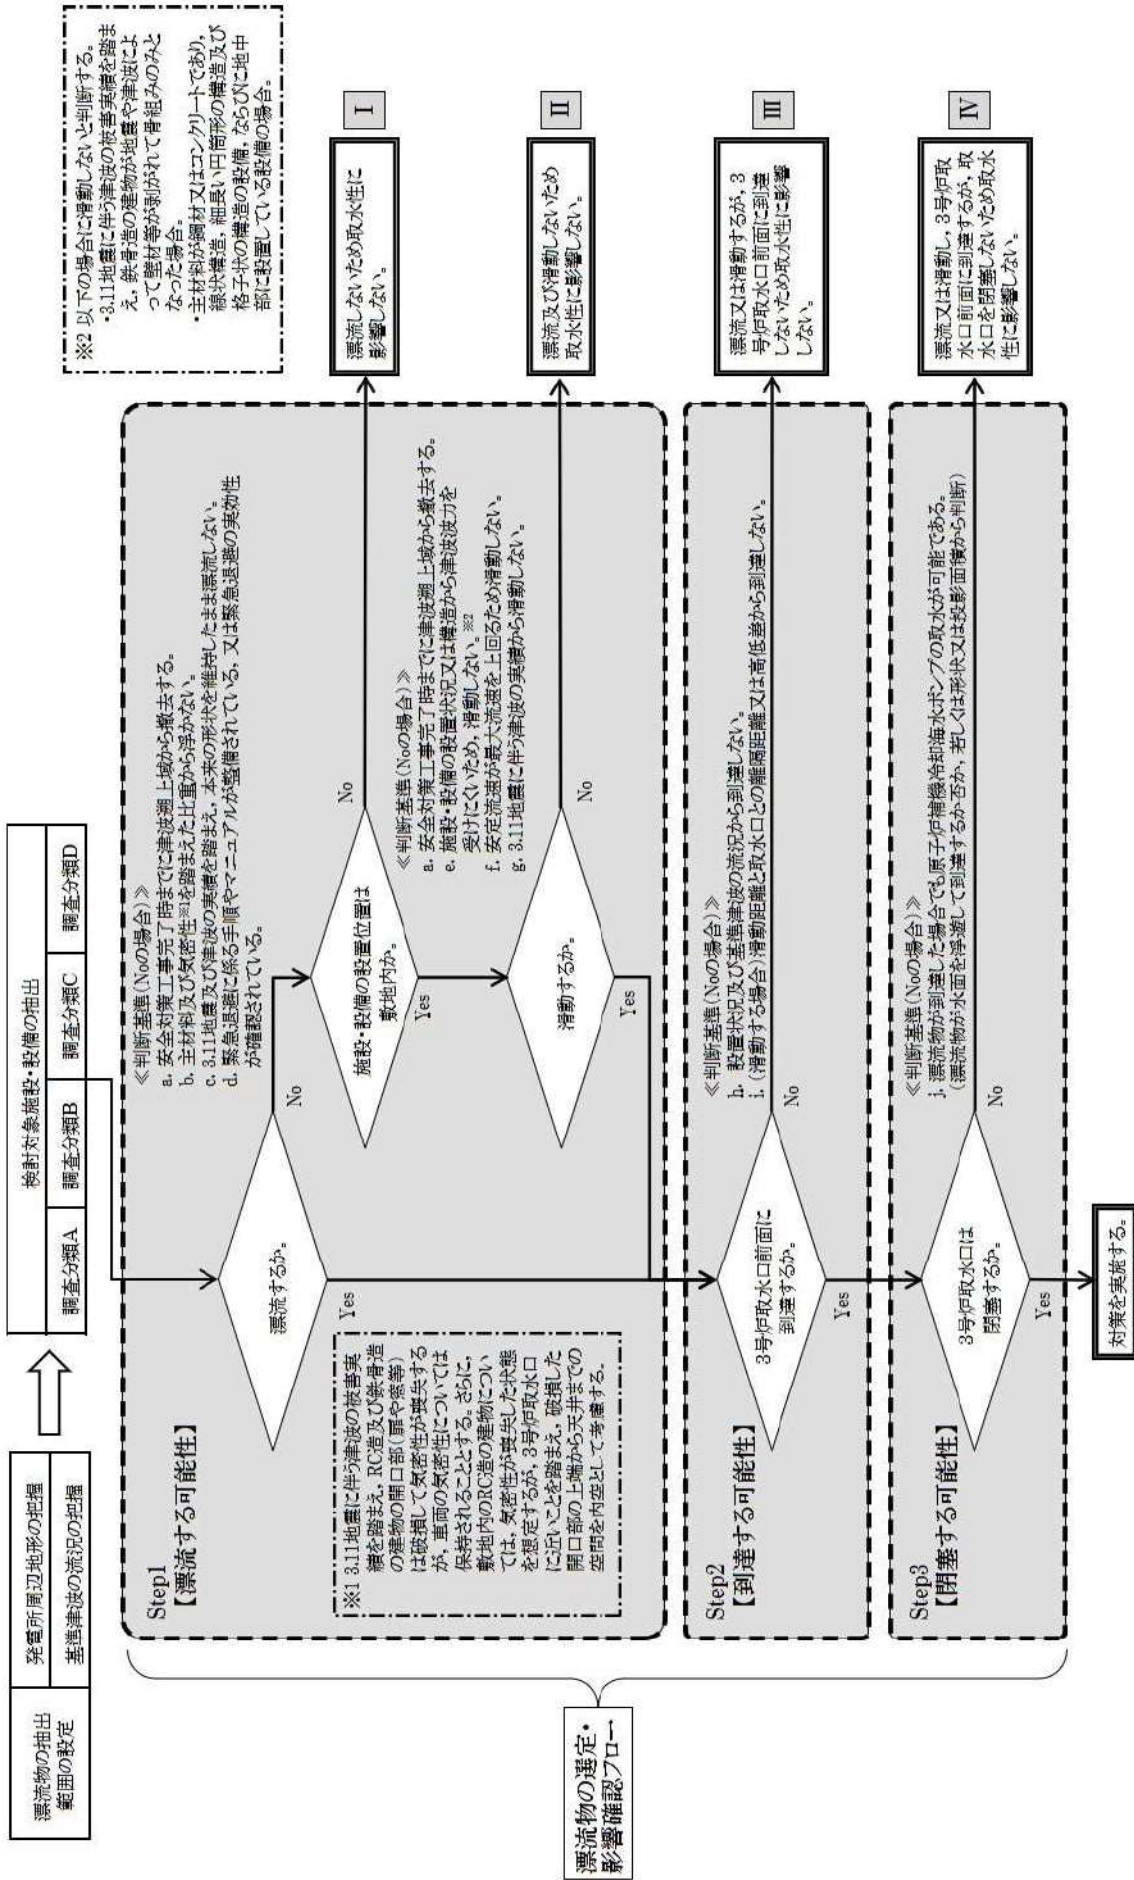 漂流物の抽出
範囲の設定
発電所周辺地形の把握
基準津波の流況の把握
検討対象施設・設備の抽出
調査分類A
調査分類B
調査分類C
調査分類D
漂流物の選定・
影響確認フロー
Step1
【漂流する可能性】
漂流するか。
No
Yes
≪判断基準(Noの場合)≫
a. 安全対策工事完了時までに津波遡上域から撤去する。
b. 主材料及び気密性※1を踏まえた比重から浮かない。
c. 3.11地震及び津波の実績を踏まえ,本来の形状を維持したまま漂流しない。
d. 緊急退避に係る手順やマニュアルが整備されている,又は緊急退避の実効性
が確認されている。
※1 3.11地震に伴う津波の被害実
績を踏まえ,RC造及び鉄骨造
の建物の開口部(扉や窓等)
は破損して気密性が喪失する
が,車両の気密性については
保持されることとする。さらに,
敷地内のRC造の建物につい
ては,気密性が喪失した状態
を想定するが,3号炉取水口
に近いことを踏まえ,破損した
開口部の上端から天井までの
空間を内空として考慮する。
施設・設備の設置位置は
敷地内か。
No
Yes
≪判断基準(Noの場合)≫
a. 安全対策工事完了時までに津波遡上域から撤去する。
e. 施設・設備の設置状況又は構造から津波波力を
受けにくいため,滑動しない。※2
f. 安定流速が最大流速を上回るため滑動しない。
g. 3.11地震に伴う津波の実績から滑動しない。
滑動するか。
No
Yes
※2 以下の場合に滑動しないと判断する。
・3.11地震に伴う津波の被害実績を踏ま
え,鉄骨造の建物が地震や津波によ
って壁材等が剥がれて骨組みのみと
なった場合。
・主材料が鋼材又はコンクリートであり,
線状構造,細長い円筒形の構造及び
格子状の構造の設備,ならびに地中
部に設置している設備の場合。
漂流しないため取水性に
影響しない。
I
漂流及び滑動しないため
取水性に影響しない。
II
Step2
【到達する可能性】
3号炉取水口前面に
到達するか。
No
Yes
≪判断基準(Noの場合)≫
h. 設置状況及び基準津波の流況から到達しない。
i. (滑動する場合)滑動距離と取水口との離隔距離又は高低差から到達しない。
漂流又は滑動するが,3
号炉取水口前面に到達
しないため取水性に影響
しない。
III
Step3
【閉塞する可能性】
3号炉取水口は
閉塞するか。
No
Yes
≪判断基準(Noの場合)≫
j. 漂流物が到達した場合でも原子炉補機冷却海水ポンプの取水が可能である。
(漂流物が水面を浮遊して到達するか否か,若しくは形状又は投影面積から判断)
漂流又は滑動し,3号炉取
水口前面に到達するが,取
水口を閉塞しないため取水
性に影響しない。
IV
対策を実施する。